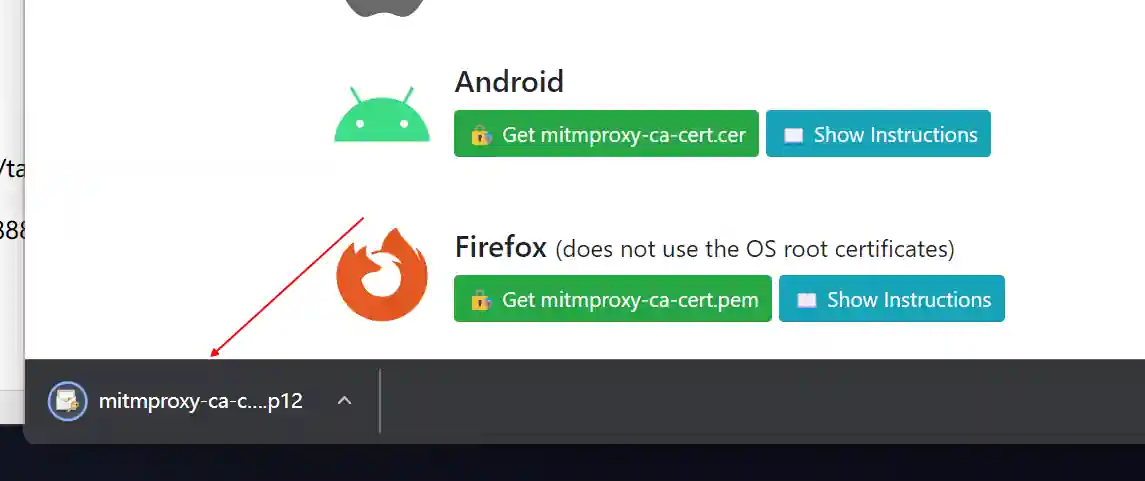 Android
Get mitmproxy-ca-cert.cer
Show Instructions
/ta
Firefox (does not use the OS root certificates)
Get mitmproxy-ca-cert.pem
Show Instructions
mitmproxy-ca-c....p12